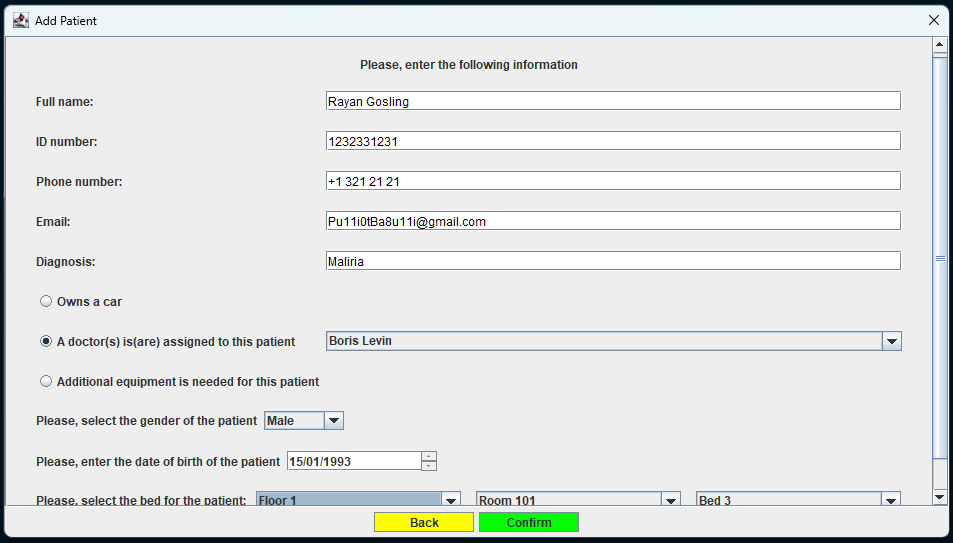 Add Patient
Please, enter the following information
Full name: Rayan Gosling
ID number: 1232331231
Phone number: +1 321 21 21
Email: Pu11i0tBa8u11i@gmail.com
Diagnosis: Maliria
Owns a car
A doctor(s) is(are) assigned to this patient Boris Levin
Additional equipment is needed for this patient
Please, select the gender of the patient Male
Please, enter the date of birth of the patient 15/01/1993
Please, select the bed for the patient: Floor 1 Room 101 Bed 3
Back Confirm